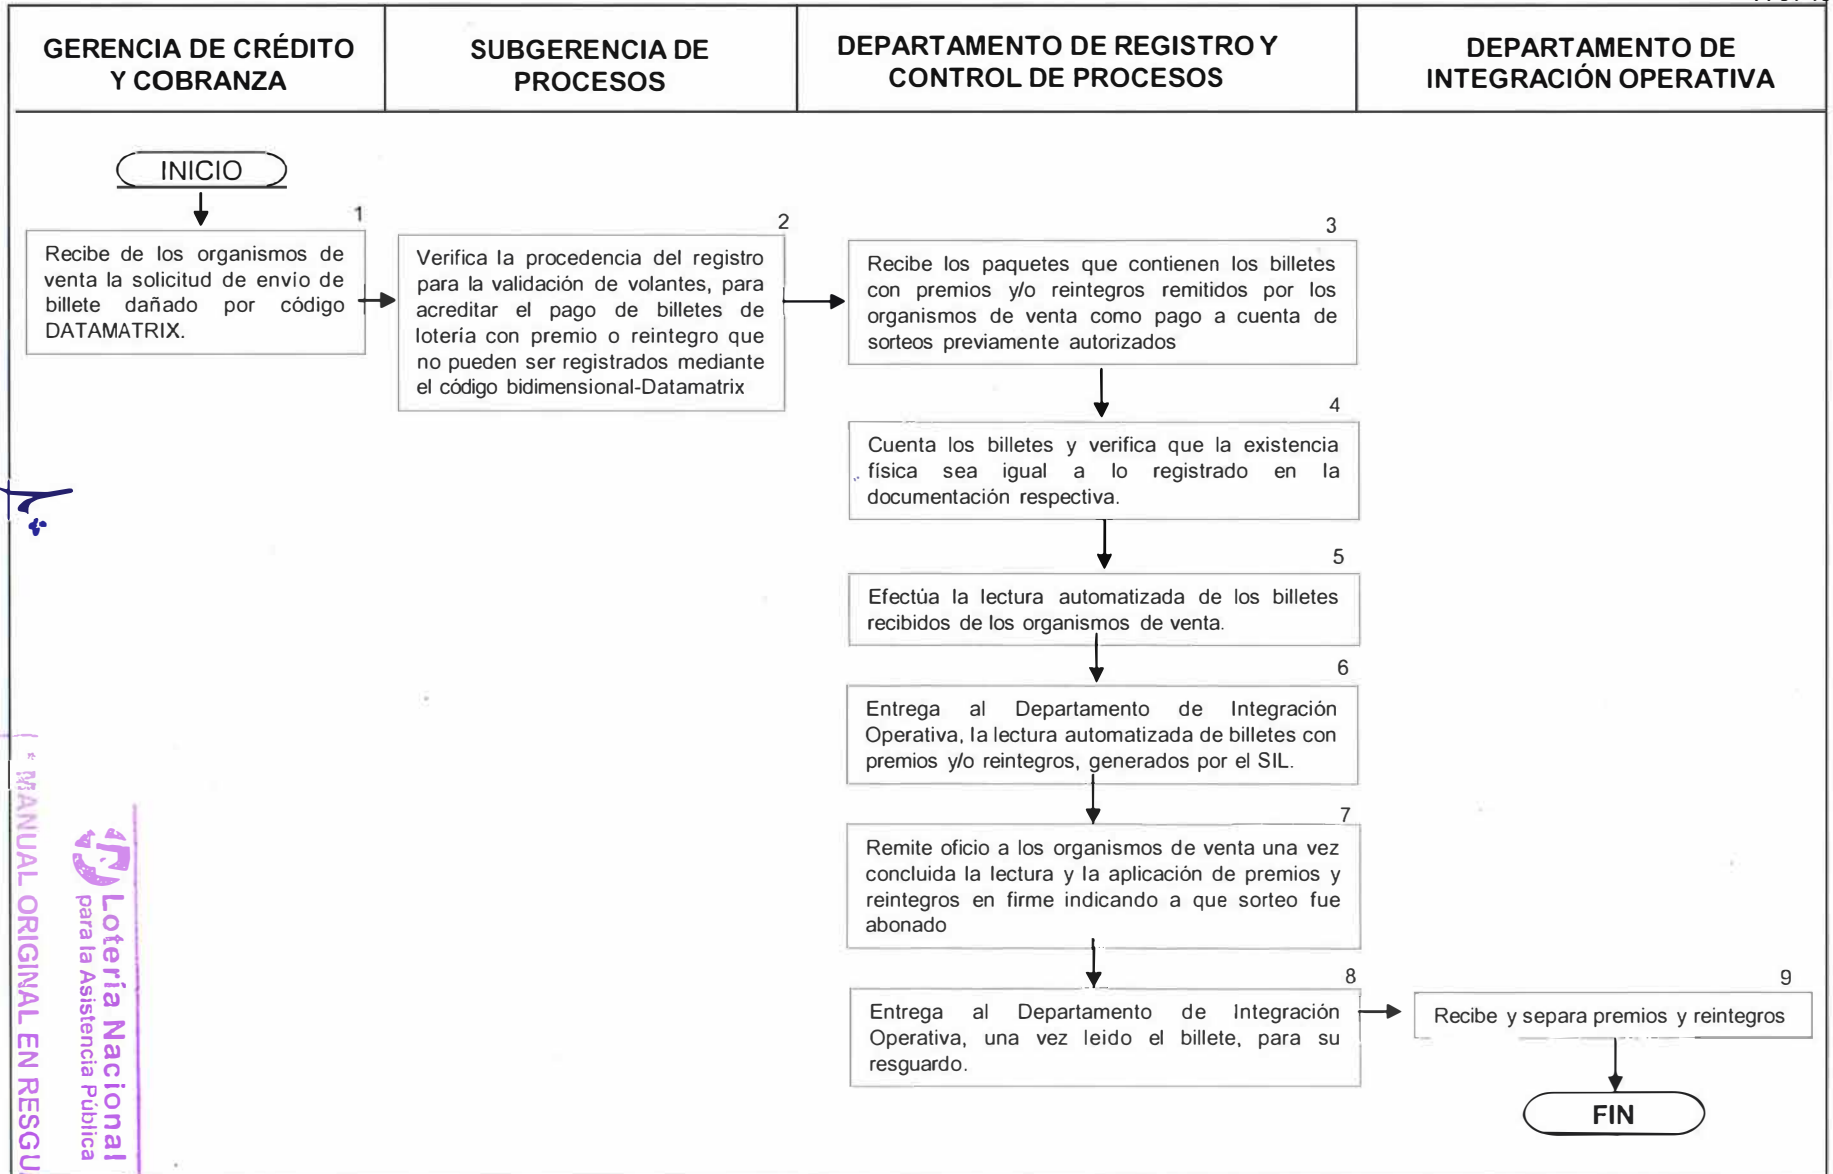 GERENCIA DE CRÉDITO
Y COBRANZA
SUBGERENCIA DE
PROCESOS
DEPARTAMENTO DE REGISTRO Y
CONTROL DE PROCESOS
DEPARTAMENTO DE
INTEGRACIÓN OPERATIVA
INICIO
1
Recibe de los organismos de
venta la solicitud de envío de
billete dañado por código
DATAMATRIX.
2
Verifica la procedencia del registro
para la validación de volantes, para
acreditar el pago de billetes de
lotería con premio o reintegro que
no pueden ser registrados mediante
el código bidimensional-Datamatrix
3
Recibe los paquetes que contienen los billetes
con premios y/o reintegros remitidos por los
organismos de venta como pago a cuenta de
sorteos previamente autorizados
4
Cuenta los billetes y verifica que la existencia
física sea igual a lo registrado en la
documentación respectiva.
5
Efectúa la lectura automatizada de los billetes
recibidos de los organismos de venta.
6
Entrega al Departamento de Integración
Operativa, la lectura automatizada de billetes con
premios y/o reintegros, generados por el SIL.
7
Remite oficio a los organismos de venta una vez
concluida la lectura y la aplicación de premios y
reintegros en firme indicando a que sorteo fue
abonado
8
Entrega al Departamento de Integración
Operativa, una vez leido el billete, para su
resguardo.
9
Recibe y separa premios y reintegros
FIN
Lotería Nacional
para la Asistencia Pública
* MANUAL ORIGINAL EN RESGU